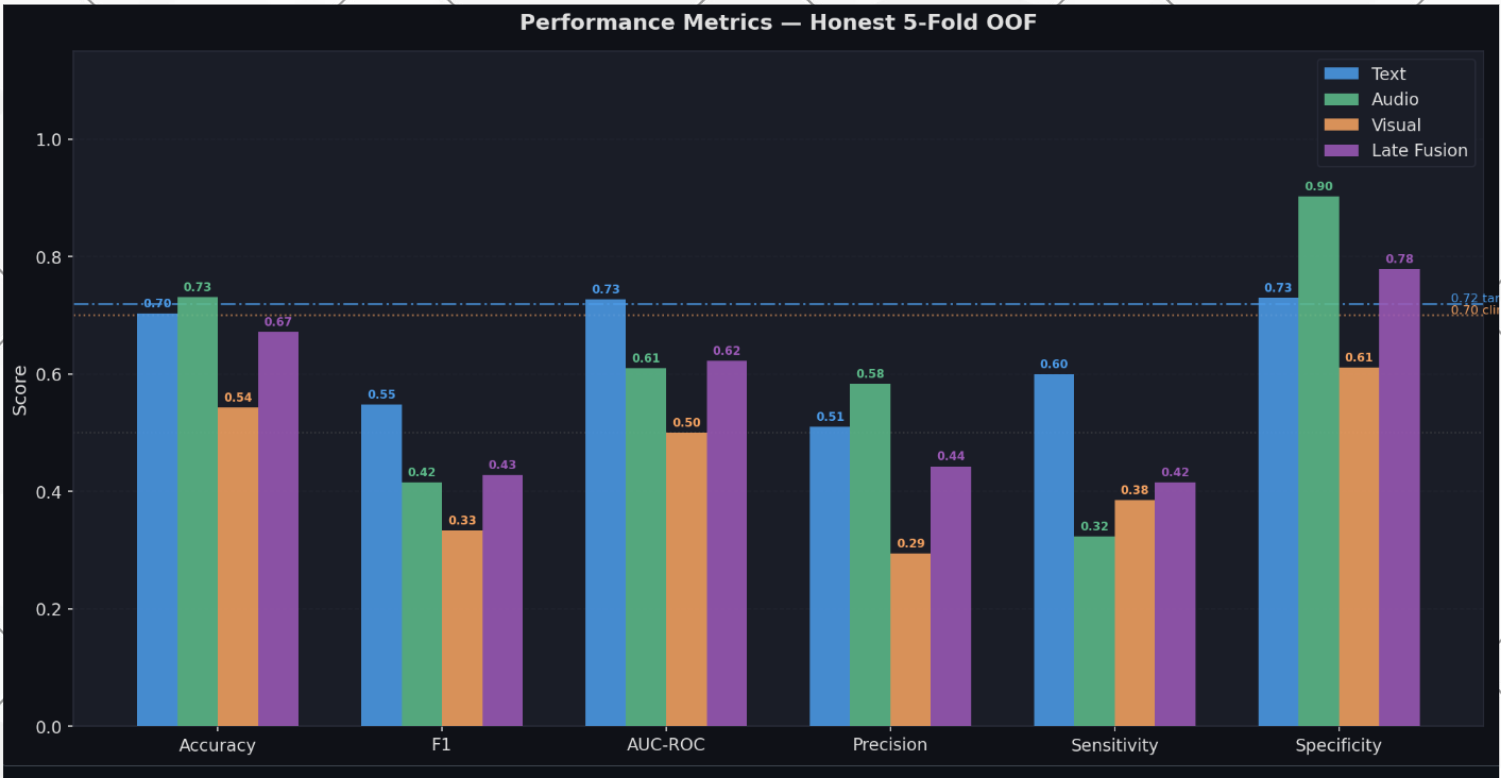 Performance Metrics — Honest 5-Fold OOF
Text
Audio
Visual
Late Fusion
Score
1.0
0.8
0.6
0.4
0.2
0.0
0.70
0.73
0.54
0.67
0.55
0.42
0.33
0.43
0.73
0.61
0.50
0.62
0.51
0.58
0.29
0.44
0.60
0.32
0.38
0.42
0.73
0.90
0.61
0.78
0.72 tar
0.70 clin
Accuracy
F1
AUC-ROC
Precision
Sensitivity
Specificity